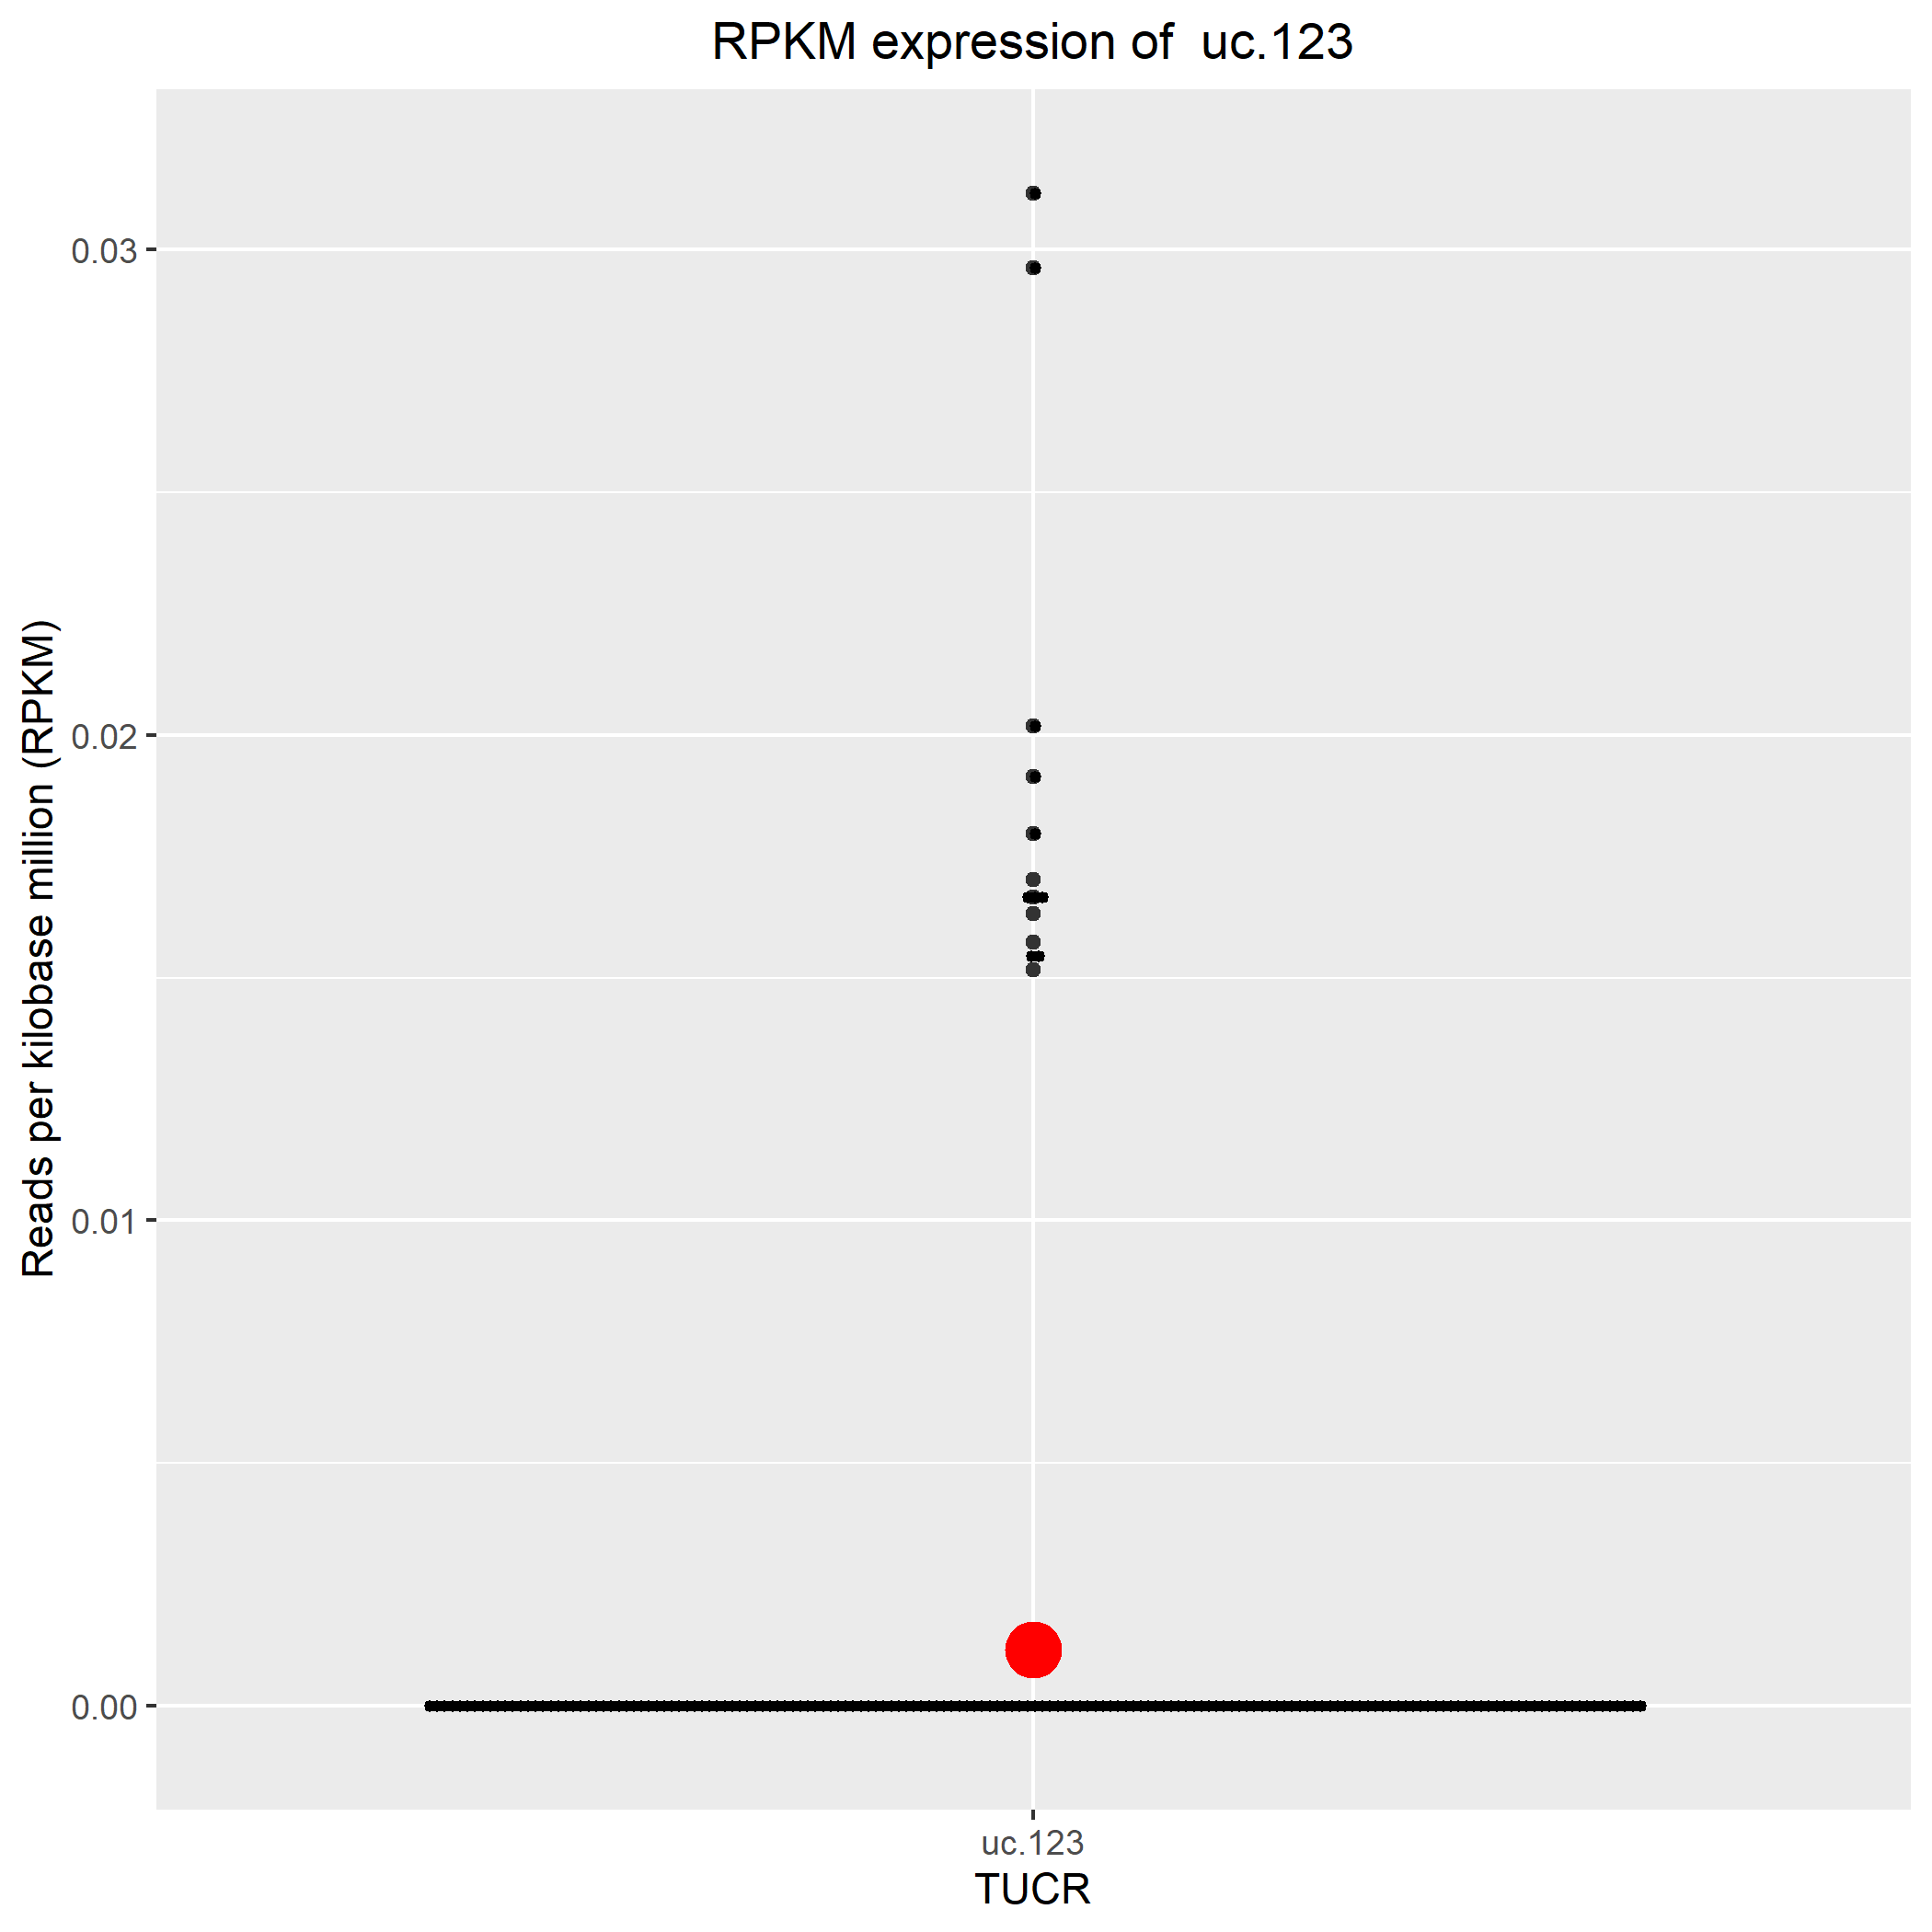 RPKM expression of  uc.123
Reads per kilobase million (RPKM)
0.03
0.02
0.01
0.00
uc.123
TUCR